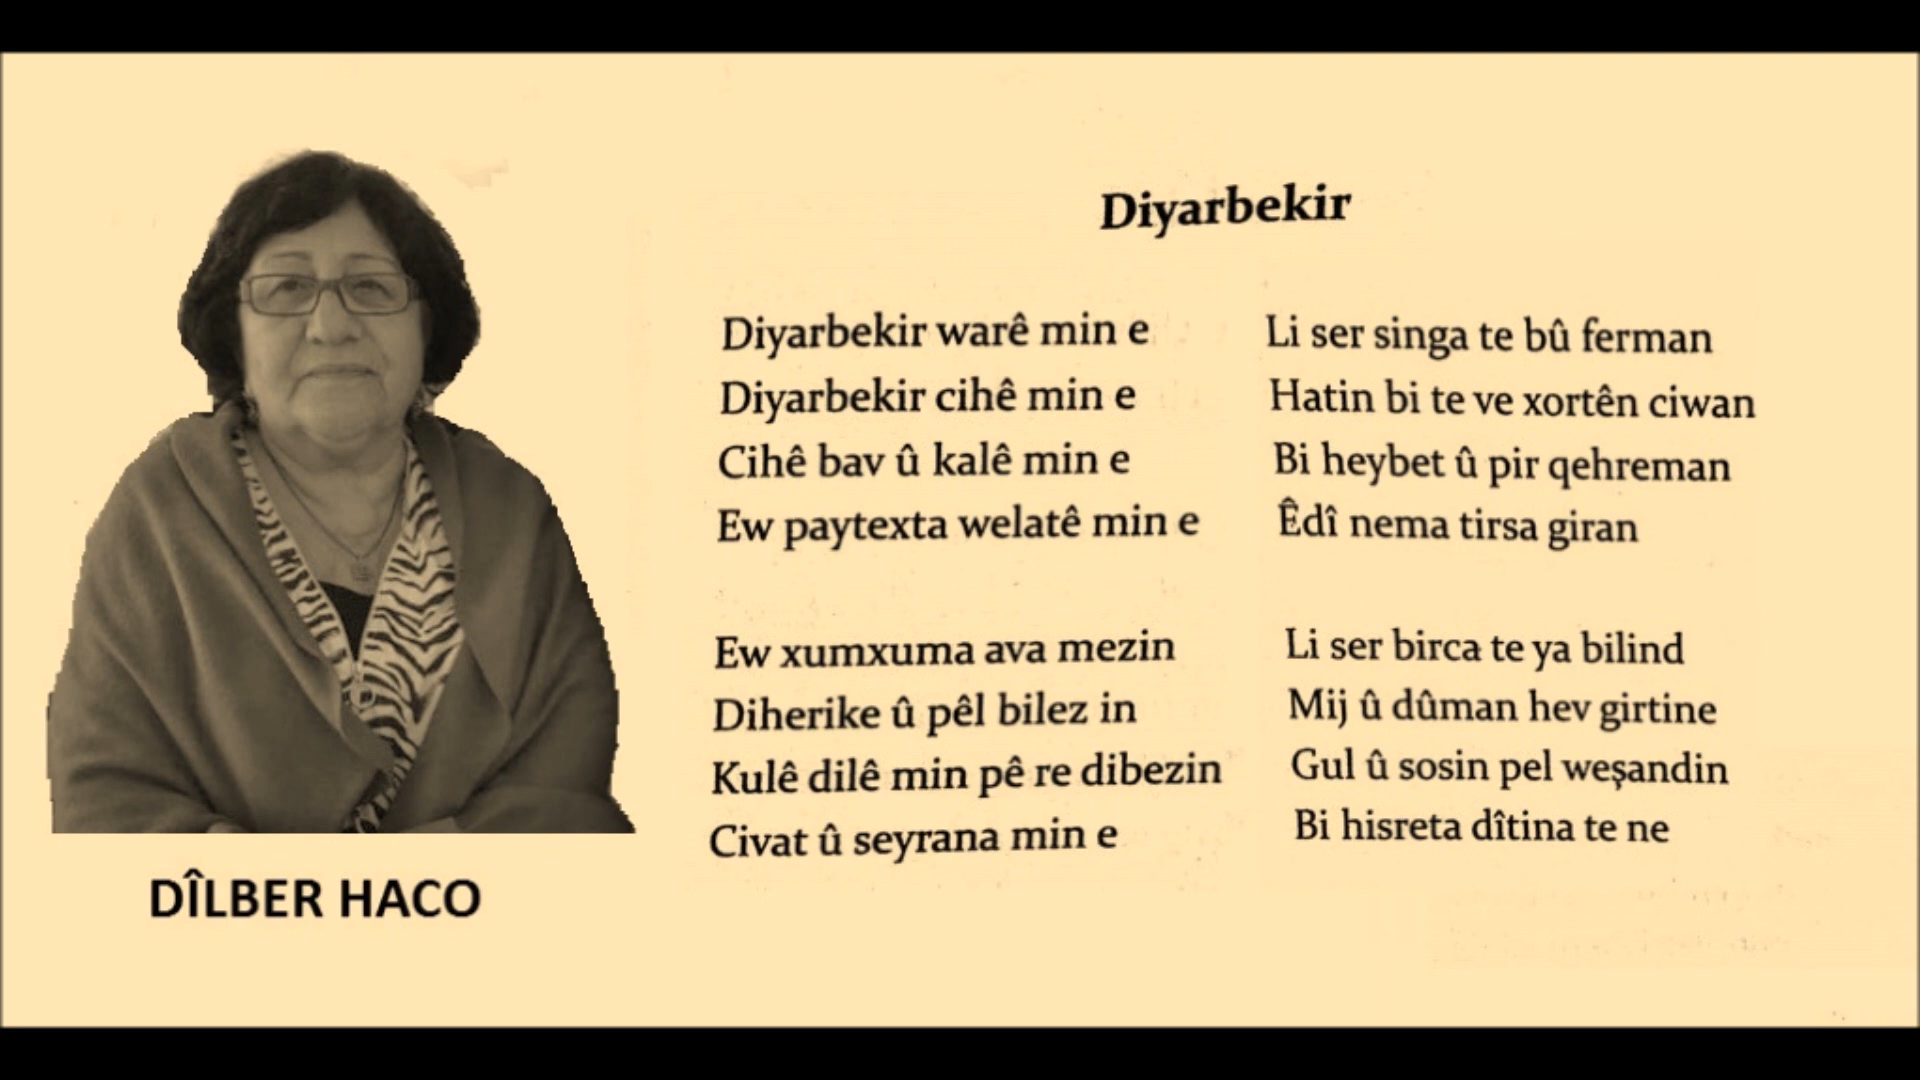 Diyarbekir
Diyarbekir warê min e
Diyarbekir cihê min e
Cihê bav û kalê min e
Ew paytexta welatê min e
Ew xumxuma ava mezin
Diherike û pêl bilez in
Kulê dilê min pê re dibezin
Civat û seyrana min e
Li ser singa te bû ferman
Hatin bi te ve xortên ciwan
Bi heybet û pir qehreman
Êdî nema tirsa giran
Li ser birca te ya bilind
Mij û dûman hev girtine
Gul û sosin pel weşandin
Bi hisreta dîtina te ne
DÎLBER HACO